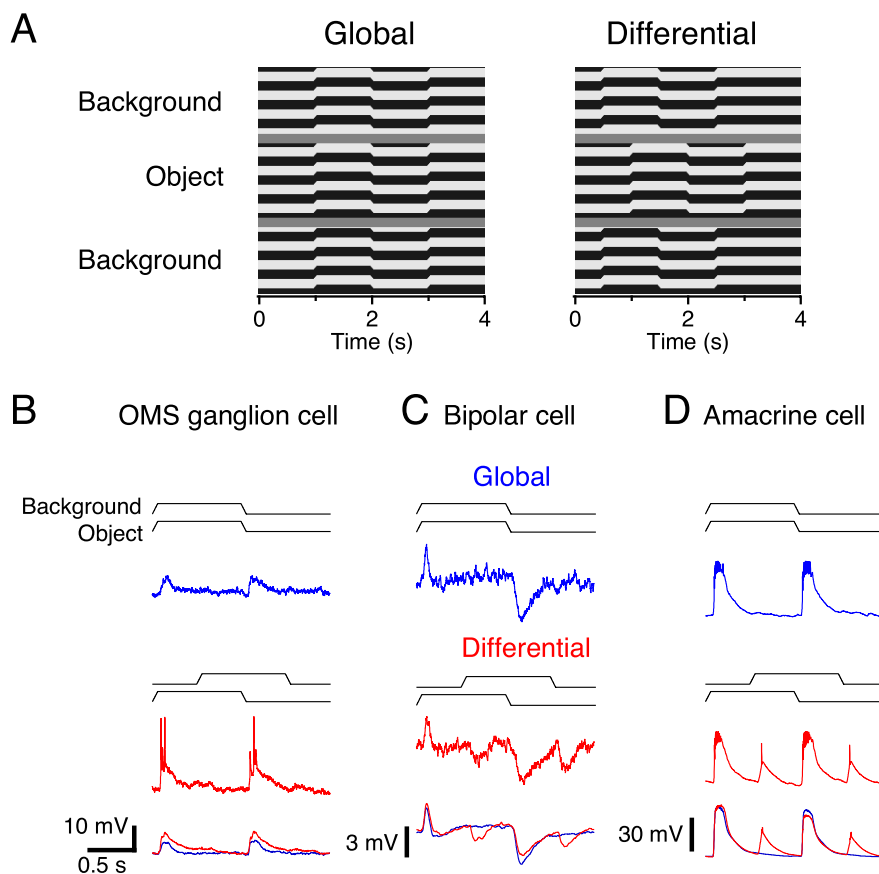 A
Global
Differential
Background
Object
Background
0
2
4
Time (s)
0
2
4
Time (s)
B
OMS ganglion cell
C
Bipolar cell
D
Amacrine cell
Global
Background
Object
Differential
10 mV
0.5 s
3 mV
30 mV